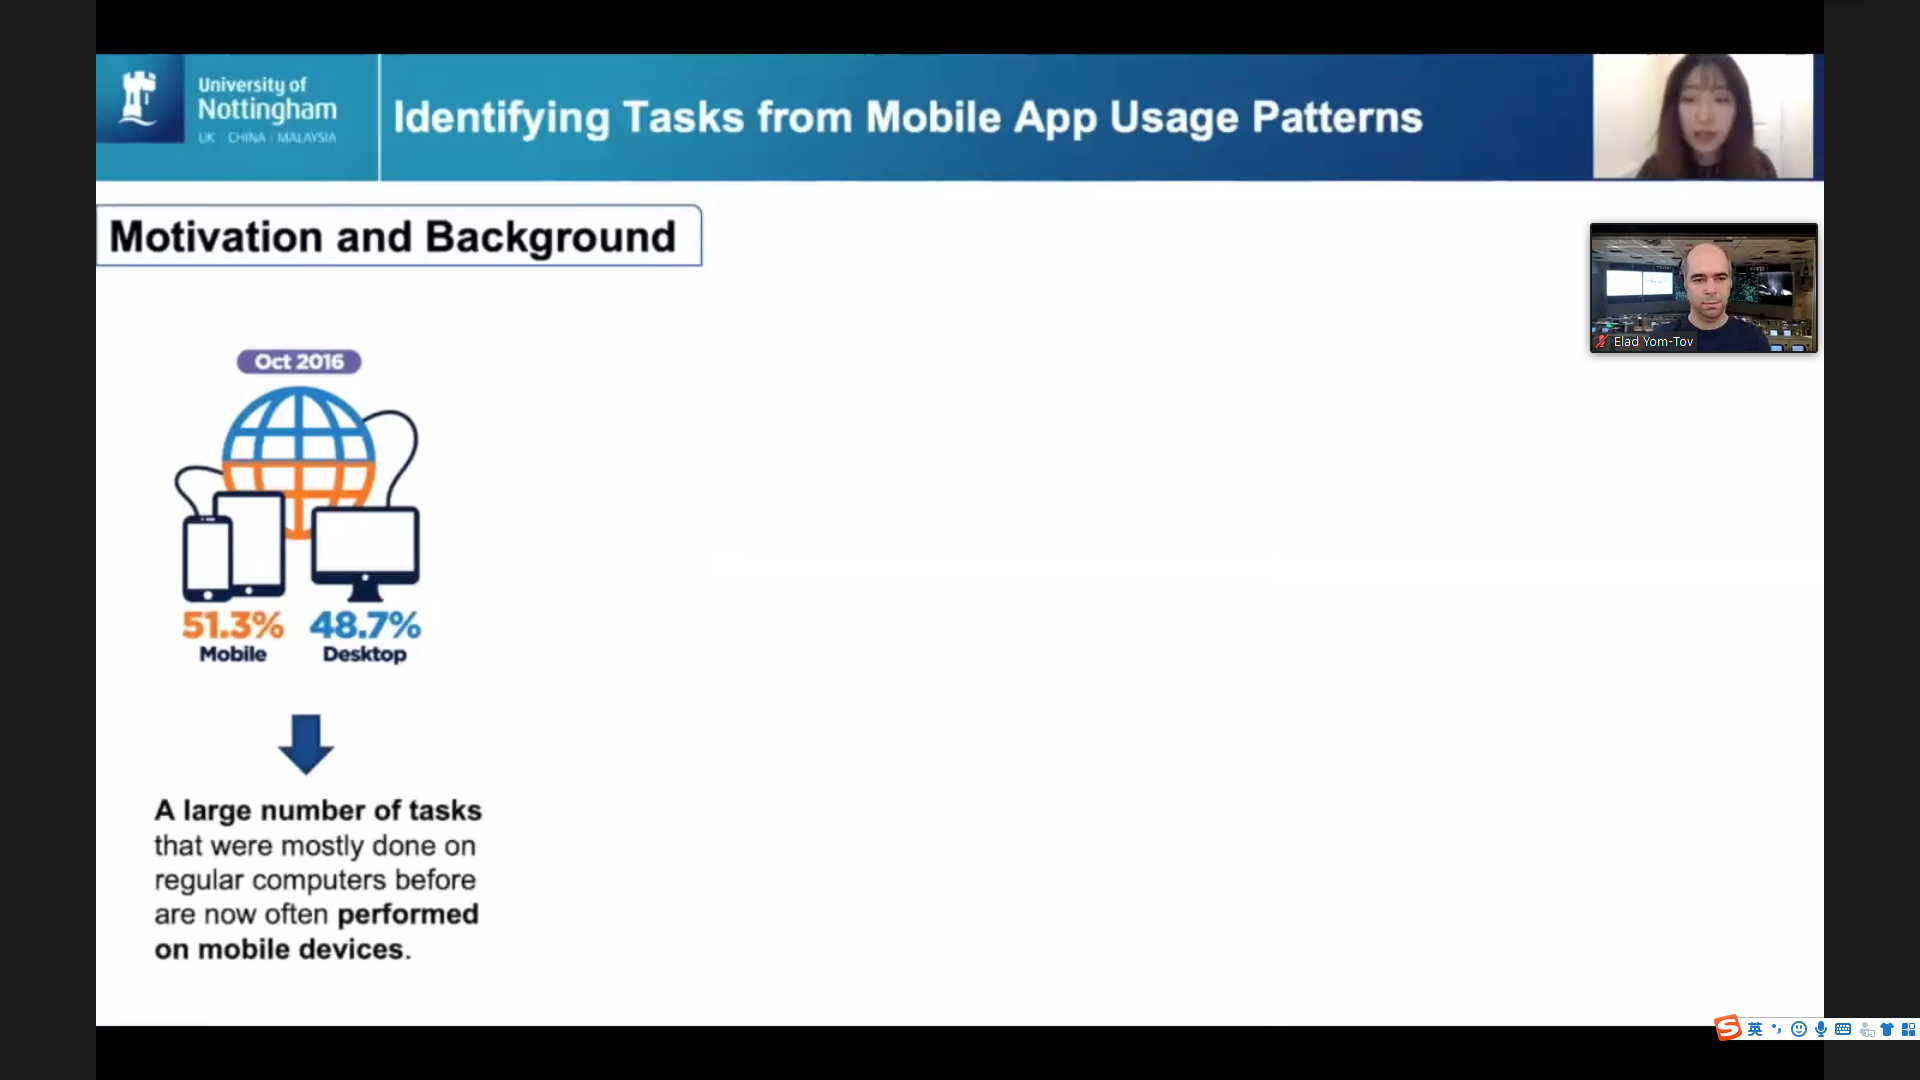 University of
Nottingham
UK | CHINA | MALAYSIA
Identifying Tasks from Mobile App Usage Patterns
Motivation and Background
Elad Yom-Tov
Oct 2016
51.3% 48.7%
Mobile Desktop
A large number of tasks
that were mostly done on
regular computers before
are now often performed
on mobile devices.
英